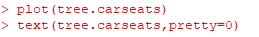 > plot(tree.carseats)
> text(tree.carseats,pretty=0)